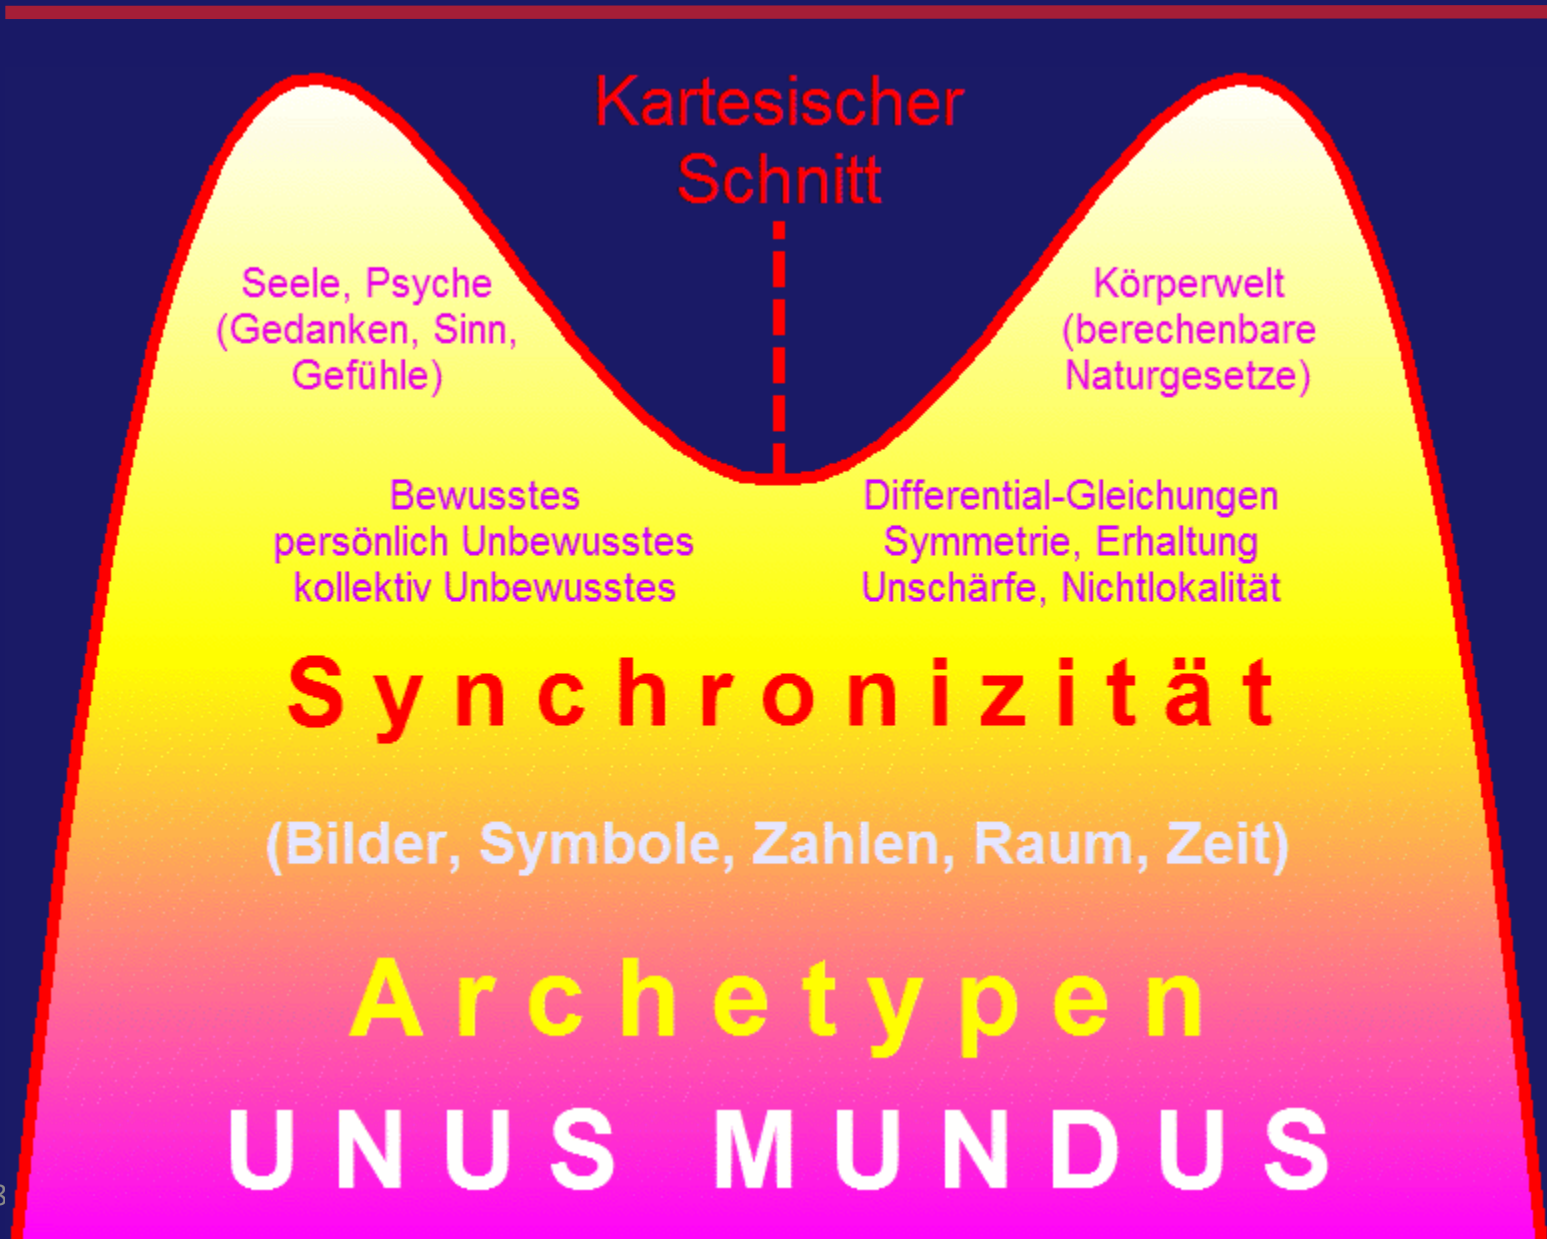 Kartesischer
Schnitt
Seele, Psyche
(Gedanken, Sinn,
Gefühle)
Körperwelt
(berechenbare
Naturgesetze)
Bewusstes
persönlich Unbewusstes
kollektiv Unbewusstes
Differential-Gleichungen
Symmetrie, Erhaltung
Unschärfe, Nichtlokalität
Synchronizität
(Bilder, Symbole, Zahlen, Raum, Zeit)
Archetypen
UNUS MUNDUS